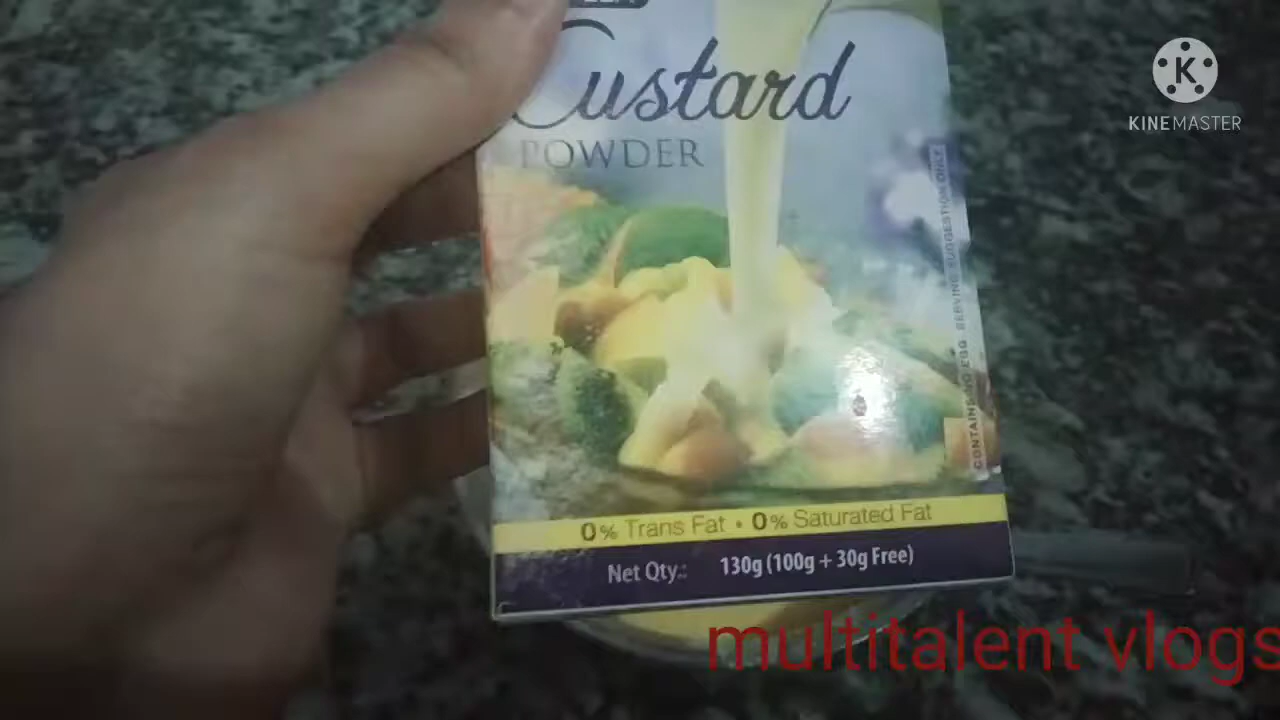 Custard
POWDER
CONTAINS NO EGG SERVING SUGGESTION ONLY
0% Trans Fat • 0% Saturated Fat
Net Qty.: 130g (100g + 30g Free)
K
KINEMASTER
multitalent vlogs